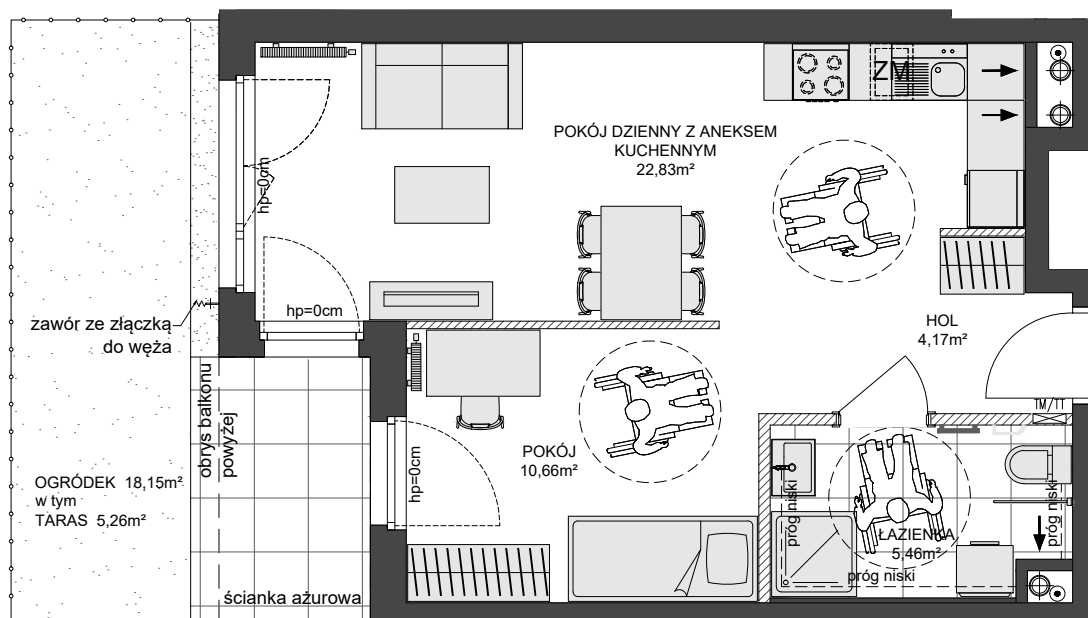 ZM
POKÓJ DZIENNY Z ANEKSEM
KUCHENNYM
22,83m²
hp=0cm
hp=0cm
zawór ze złączką
do węża
HOL
4,17m²
TM/TT
obrys balkonu
powyżej
hp=0cm
POKÓJ
10,66m²
OGRÓDEK 18,15m²
w tym
TARAS 5,26m²
próg niski
próg niski
ŁAZIENKA
5,46m²
próg niski
ścianka ażurowa